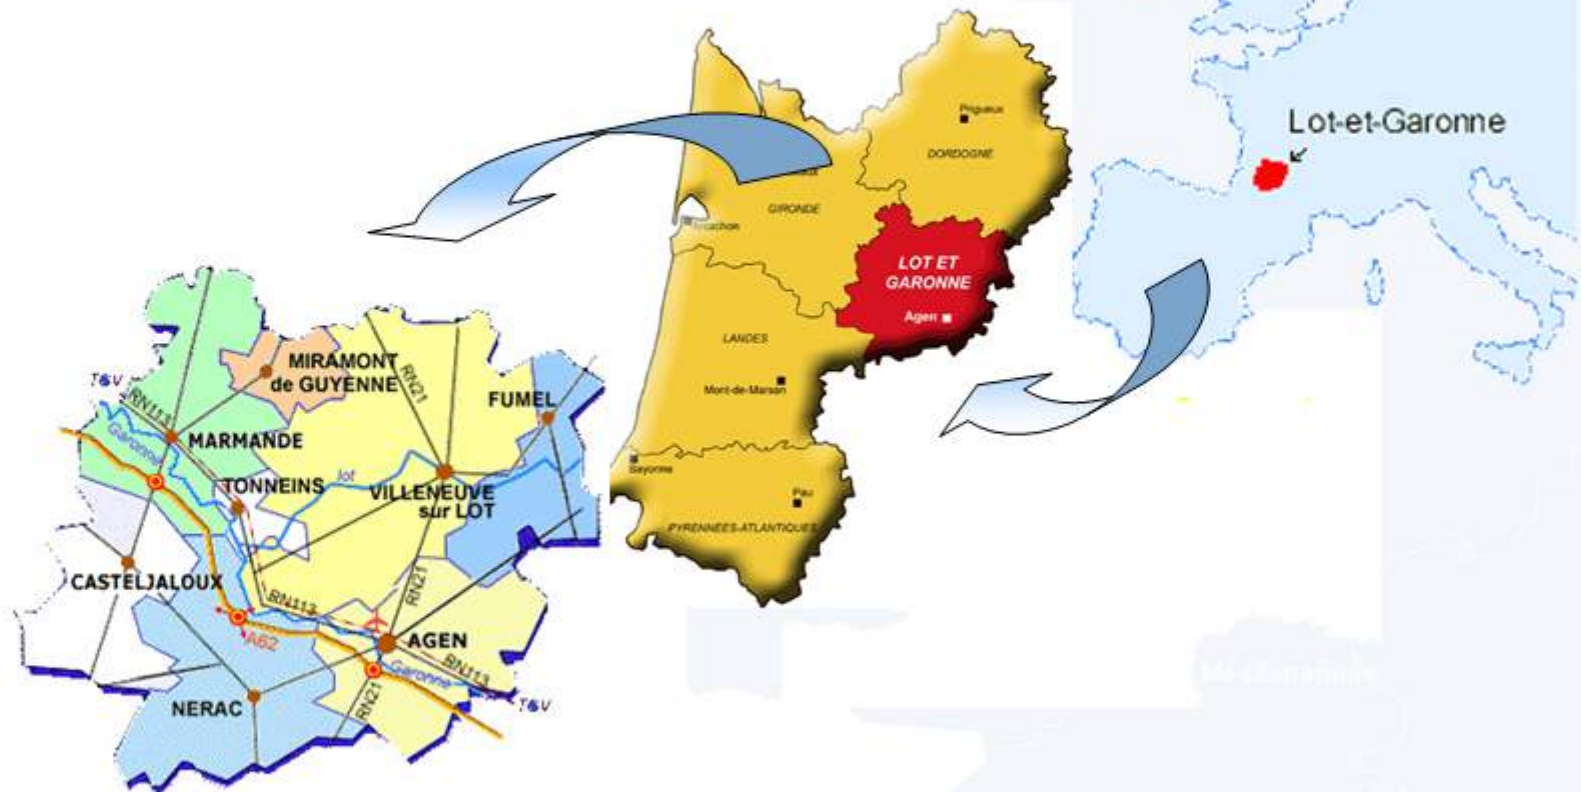 Lot-et-Garonne
Prigueux
DORDOGNE
GIRONDE
LOT ET
GARONNE
Agen
LANDES
Mont-de-Marsan
Bayonne
Pau
PYRENNEES-ATLANTIQUES
MIRAMONT
de GUYENNE
RN21
FUMEL
TGV
RN113
Garonne
MARMANDE
TONNEINS
lot
VILLENEUVE
sur LOT
CASTELJALOUX
RN21
RN113
A62
AGEN
Garonne
RN113
NERAC
RN21
TGV